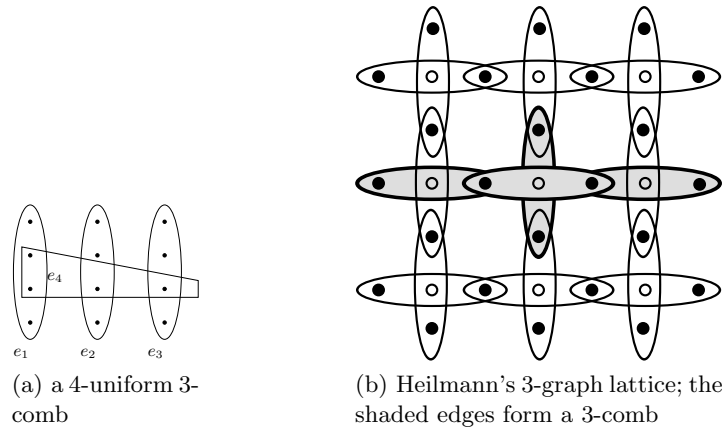 e4
e1 e2 e3
(a) a 4-uniform 3-
comb
(b) Heilmann's 3-graph lattice; the
shaded edges form a 3-comb